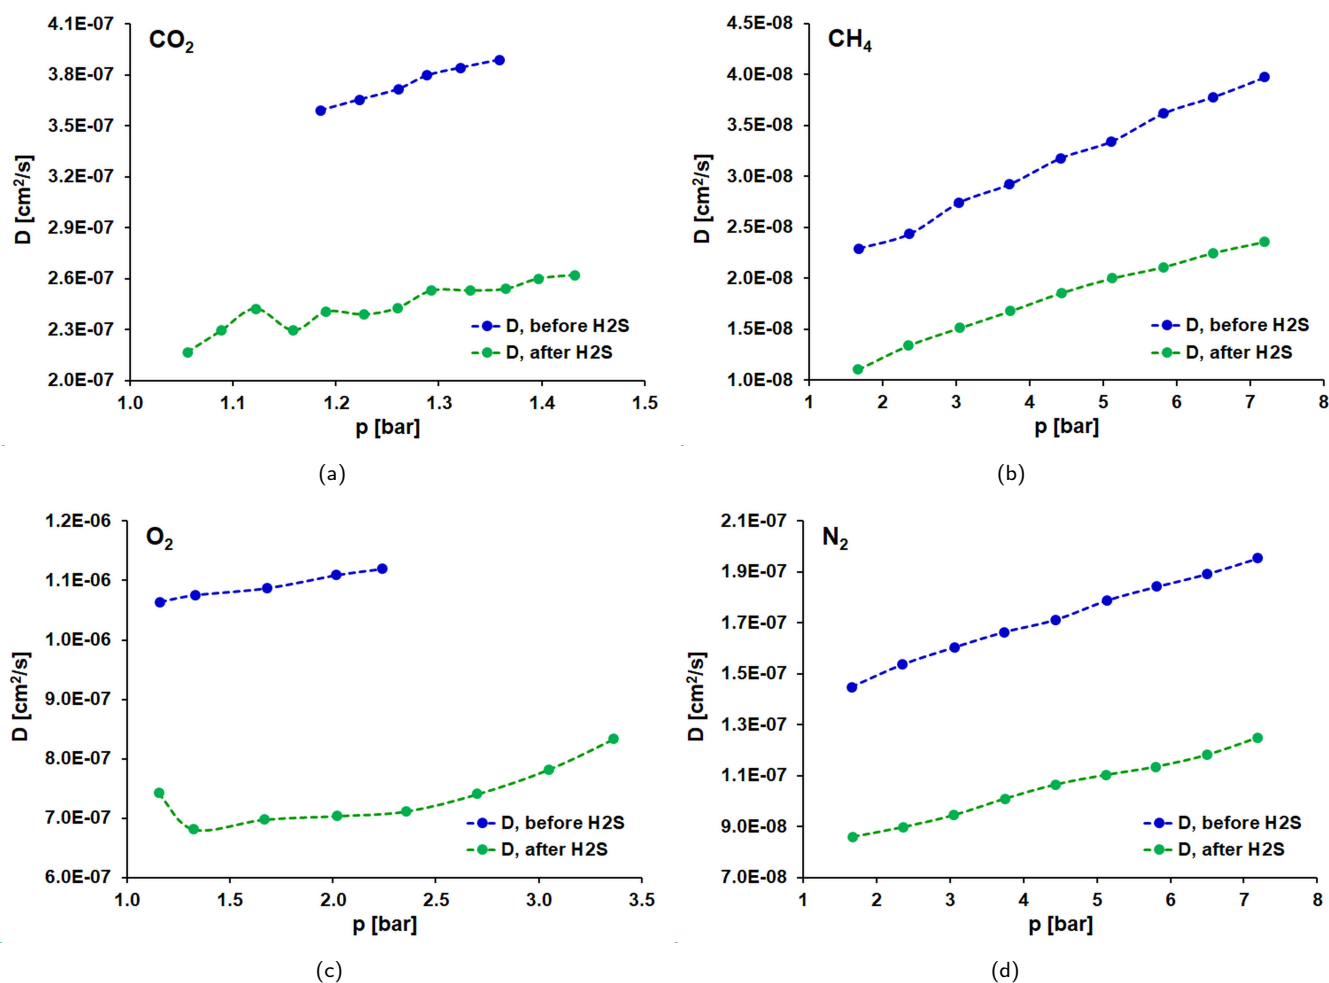 CO2
4.1E-07
3.8E-07
3.5E-07
3.2E-07
2.9E-07
2.6E-07
2.3E-07
2.0E-07
D [cm2/s]
D, before H2S
D, after H2S
1.0 1.1 1.2 1.3 1.4 1.5
p [bar]
(a)
CH4
4.5E-08
4.0E-08
3.5E-08
3.0E-08
2.5E-08
2.0E-08
1.5E-08
1.0E-08
D [cm2/s]
D, before H2S
D, after H2S
1 2 3 4 5 6 7 8
p [bar]
(b)
O2
1.2E-06
1.1E-06
1.0E-06
9.0E-07
8.0E-07
7.0E-07
6.0E-07
D [cm2/s]
D, before H2S
D, after H2S
1.0 1.5 2.0 2.5 3.0 3.5
p [bar]
(c)
N2
2.1E-07
1.9E-07
1.7E-07
1.5E-07
1.3E-07
1.1E-07
9.0E-08
7.0E-08
D [cm2/s]
D, before H2S
D, after H2S
1 2 3 4 5 6 7 8
p [bar]
(d)